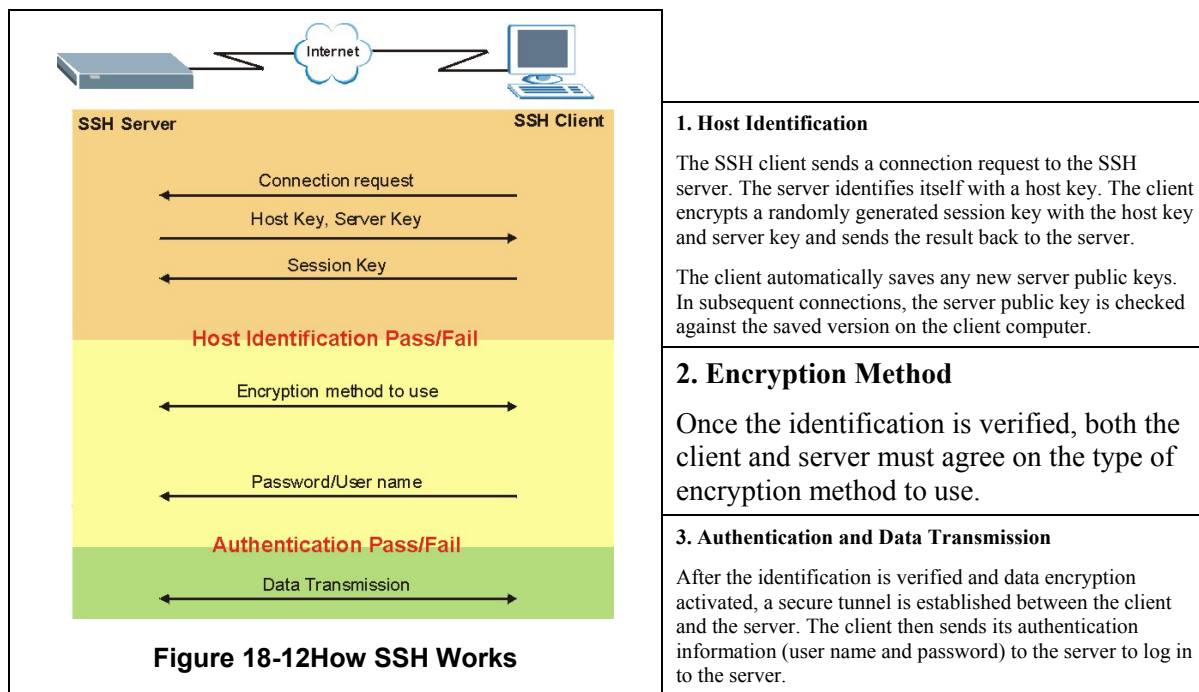 Internet
SSH Server
SSH Client
Connection request
Host Key, Server Key
Session Key
Host Identification Pass/Fail
Encryption method to use
Password/User name
Authentication Pass/Fail
Data Transmission
Figure 18-12How SSH Works
1. Host Identification
The SSH client sends a connection request to the SSH
server. The server identifies itself with a host key. The client
encrypts a randomly generated session key with the host key
and server key and sends the result back to the server.
The client automatically saves any new server public keys.
In subsequent connections, the server public key is checked
against the saved version on the client computer.
2. Encryption Method
Once the identification is verified, both the
client and server must agree on the type of
encryption method to use.
3. Authentication and Data Transmission
After the identification is verified and data encryption
activated, a secure tunnel is established between the client
and the server. The client then sends its authentication
information (user name and password) to the server to log in
to the server.